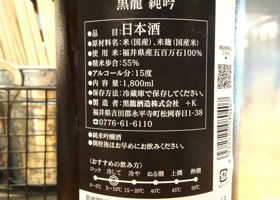 黒龍 純吟
●品目:日本酒
●原材料名:米(国産)、米麹(国産米)
●使用米:福井県産五百万石100%
●精米歩合:55%
●アルコール分:15度
●内容量:1,800ml
●保存方法:冷蔵庫で保存してください。
●製造者:黒龍酒造株式会社 +K
福井県吉田郡永平寺町松岡春日1-38
☎0776-61-6110
●純米吟醸酒
●開栓後はお早めにお飲みください。
〈おすすめの飲み方〉
ロック 冷して 冷や ぬる燗 上燗 熱燗
0~5℃ 5~10℃ 15~20℃ 40℃ 45℃ 50℃